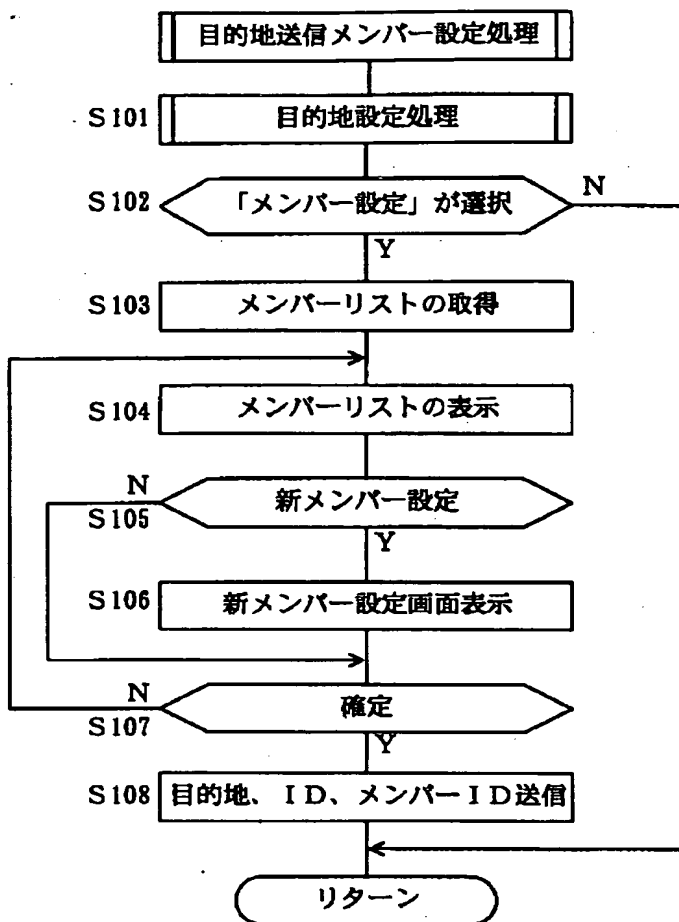 目的地送信メンバー設定処理
S101 目的地設定処理
S102 「メンバー設定」が選択 N
Y
S103 メンバーリストの取得
S104 メンバーリストの表示
N
S105 新メンバー設定
Y
S106 新メンバー設定画面表示
N
S107 確定
Y
S108 目的地、ID、メンバーID送信
リターン